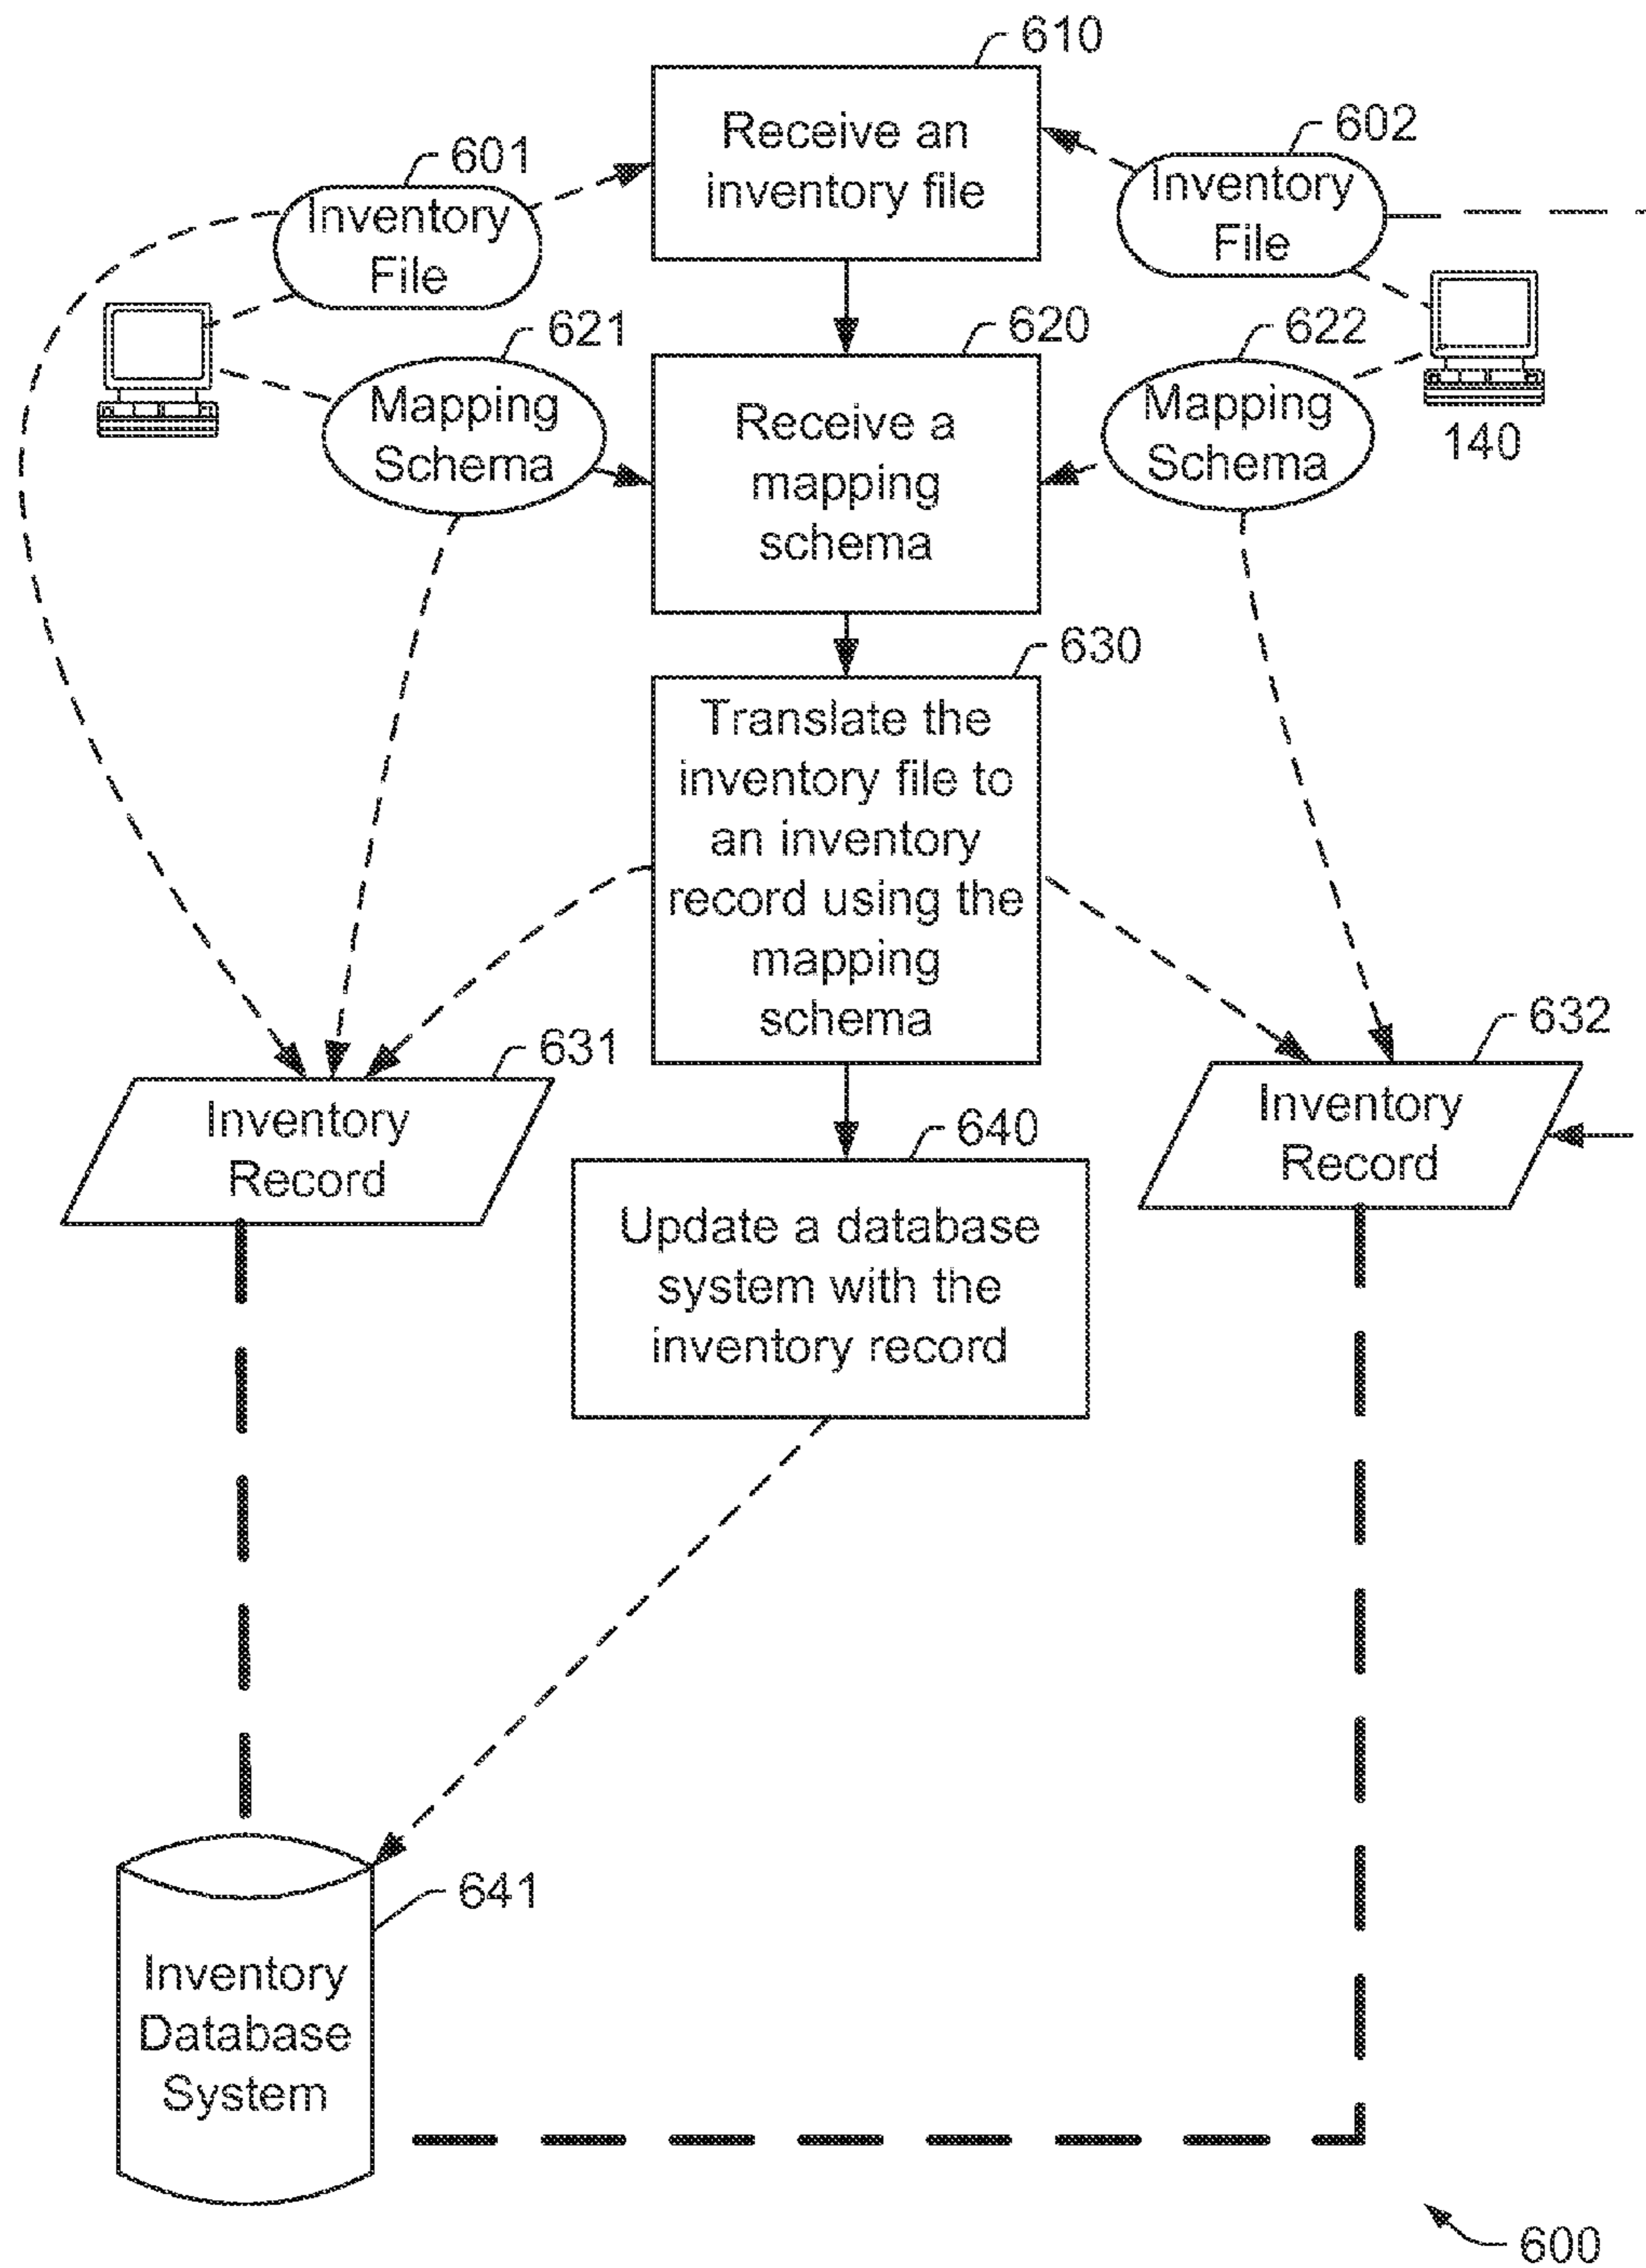 610
Receive an
inventory file
601
Inventory
File
602
Inventory
File
621
Mapping
Schema
620
Receive a
mapping
schema
622
Mapping
Schema
140
630
Translate the
inventory file to
an inventory
record using the
mapping
schema
631
Inventory
Record
632
Inventory
Record
640
Update a database
system with the
inventory record
641
Inventory
Database
System
600